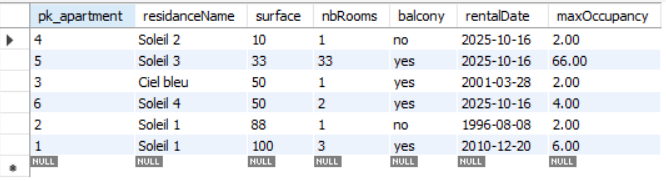 pk_apartment residanceName surface nbRooms balcony rentalDate maxOccupancy
4 Soleil 2 10 1 no 2025-10-16 2.00
5 Soleil 3 33 33 yes 2025-10-16 66.00
3 Ciel bleu 50 1 yes 2001-03-28 2.00
6 Soleil 4 50 2 yes 2025-10-16 4.00
2 Soleil 1 88 1 no 1996-08-08 2.00
1 Soleil 1 100 3 yes 2010-12-20 6.00
NULL NULL NULL NULL NULL NULL NULL